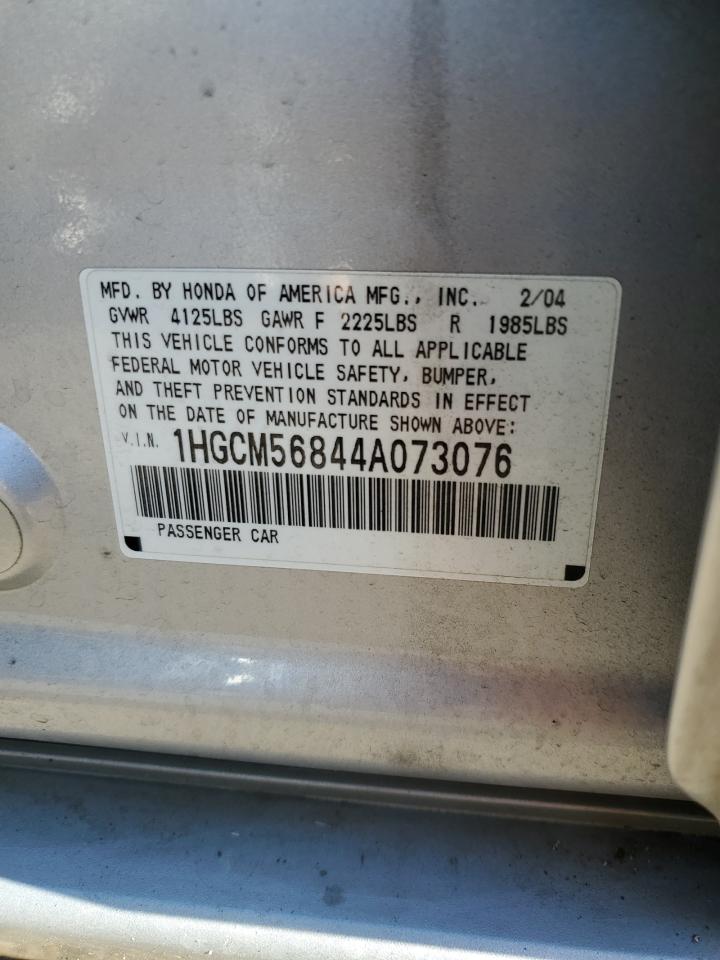 MFD. BY HONDA OF AMERICA MFG., INC. 2/04
GVWR 4125LBS GAWR F 2225LBS R 1985LBS
THIS VEHICLE CONFORMS TO ALL APPLICABLE
FEDERAL MOTOR VEHICLE SAFETY, BUMPER,
AND THEFT PREVENTION STANDARDS IN EFFECT
ON THE DATE OF MANUFACTURE SHOWN ABOVE:
V.I.N. 1HGCM56844A073076
PASSENGER CAR